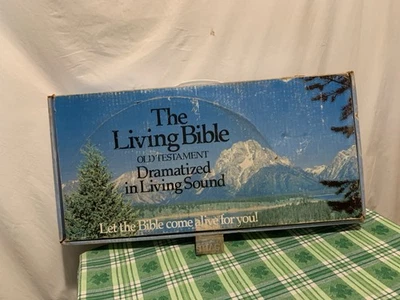 The
Living Bible
OLD TESTAMENT
Dramatized
in Living Sound
Let the Bible come alive for you!